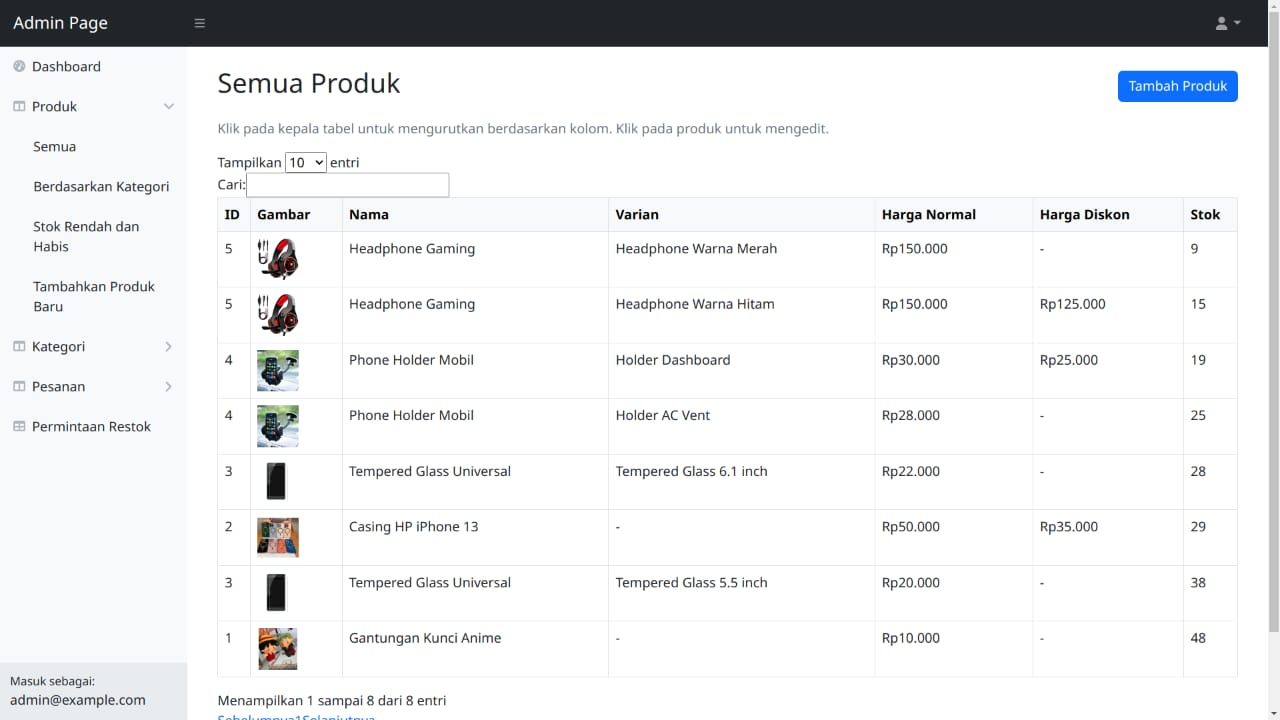 Admin Page
Dashboard
Produk
Semua
Berdasarkan Kategori
Stok Rendah dan
Habis
Tambahkan Produk
Baru
Kategori
Pesanan
Permintaan Restok
Masuk sebagai:
admin@example.com
Semua Produk
Tambah Produk
Klik pada kepala tabel untuk mengurutkan berdasarkan kolom. Klik pada produk untuk mengedit.
Tampilkan 10 entri
Cari:
ID Gambar Nama Varian Harga Normal Harga Diskon Stok
5 Headphone Gaming Headphone Warna Merah Rp150.000 - 9
5 Headphone Gaming Headphone Warna Hitam Rp150.000 Rp125.000 15
4 Phone Holder Mobil Holder Dashboard Rp30.000 Rp25.000 19
4 Phone Holder Mobil Holder AC Vent Rp28.000 - 25
3 Tempered Glass Universal Tempered Glass 6.1 inch Rp22.000 - 28
2 Casing HP iPhone 13 - Rp50.000 Rp35.000 29
3 Tempered Glass Universal Tempered Glass 5.5 inch Rp20.000 - 38
1 Gantungan Kunci Anime - Rp10.000 - 48
Menampilkan 1 sampai 8 dari 8 entri
Sebelumnya1Selanjutnya